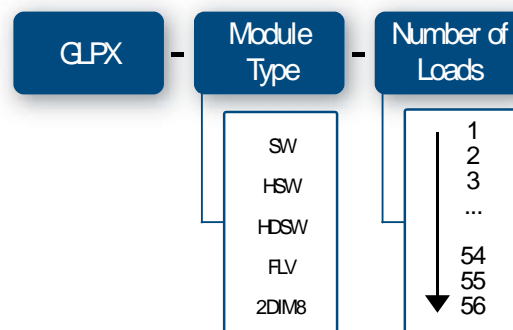 GLPX
-
Module
Type
-
Number of
Loads
SW
HSW
HDSW
FLV
2DIM8
1
2
3
...
54
55
56